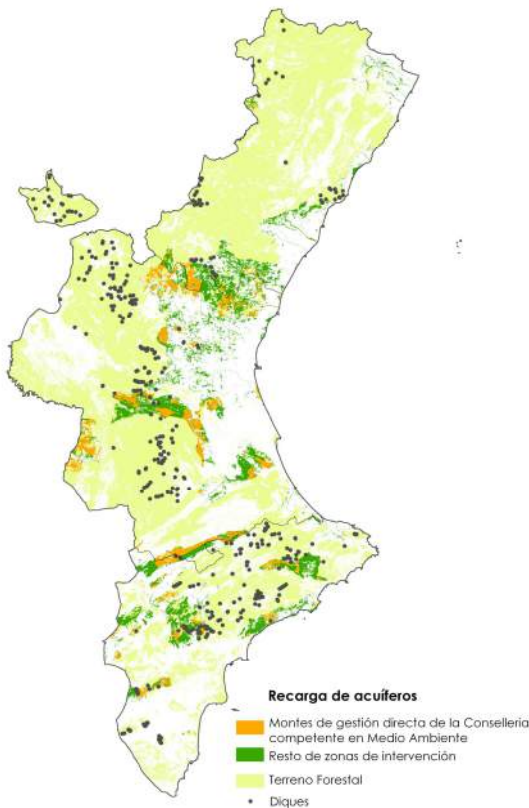 Recarga de acuíferos
Montes de gestión directa de la Conselleria
competente en Medio Ambiente
Resto de zonas de intervención
Terreno Forestal
Diques